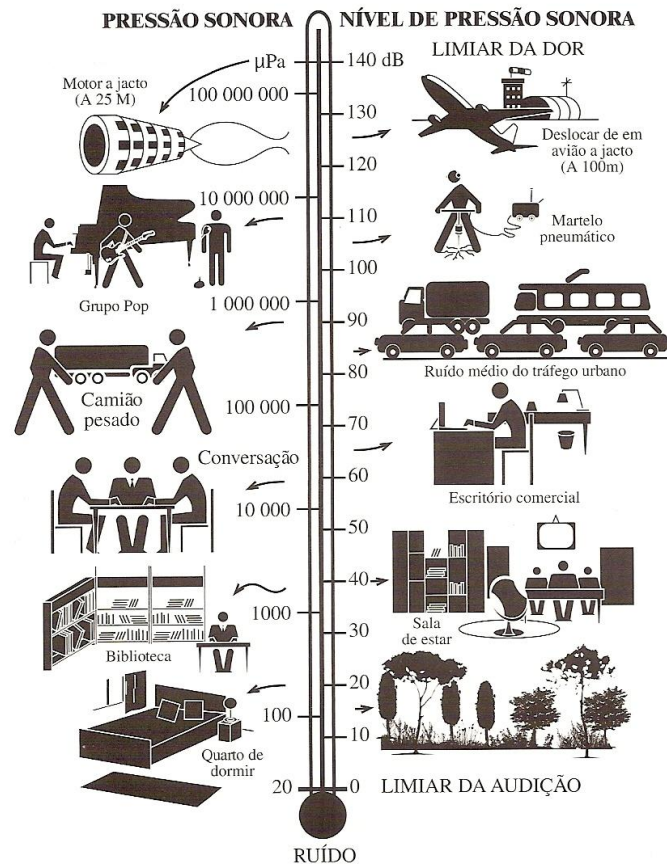 PRESSÃO SONORA
NÍVEL DE PRESSÃO SONORA
µPa
140 dB
LIMIAR DA DOR
Motor a jacto
(A 25 M)
100 000 000
130
Deslocar de em
avião a jacto
(A 100m)
120
10 000 000
110
Martelo
pneumático
100
Grupo Pop
1 000 000
90
Ruído médio do tráfego urbano
80
Camião
pesado
100 000
70
Conversação
60
Escritório comercial
10 000
50
40
1000
Sala
de estar
30
Biblioteca
20
100
10
Quarto de
dormir
20
0
LIMIAR DA AUDIÇÃO
RUÍDO